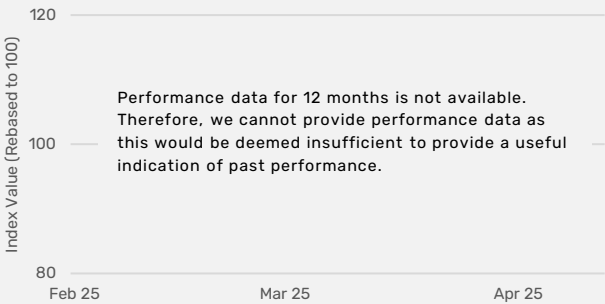 120
Index Value (Rebased to 100)
Performance data for 12 months is not available.
Therefore, we cannot provide performance data as
100
this would be deemed insufficient to provide a useful
indication of past performance.
80
Feb 25
Mar 25
Apr 25